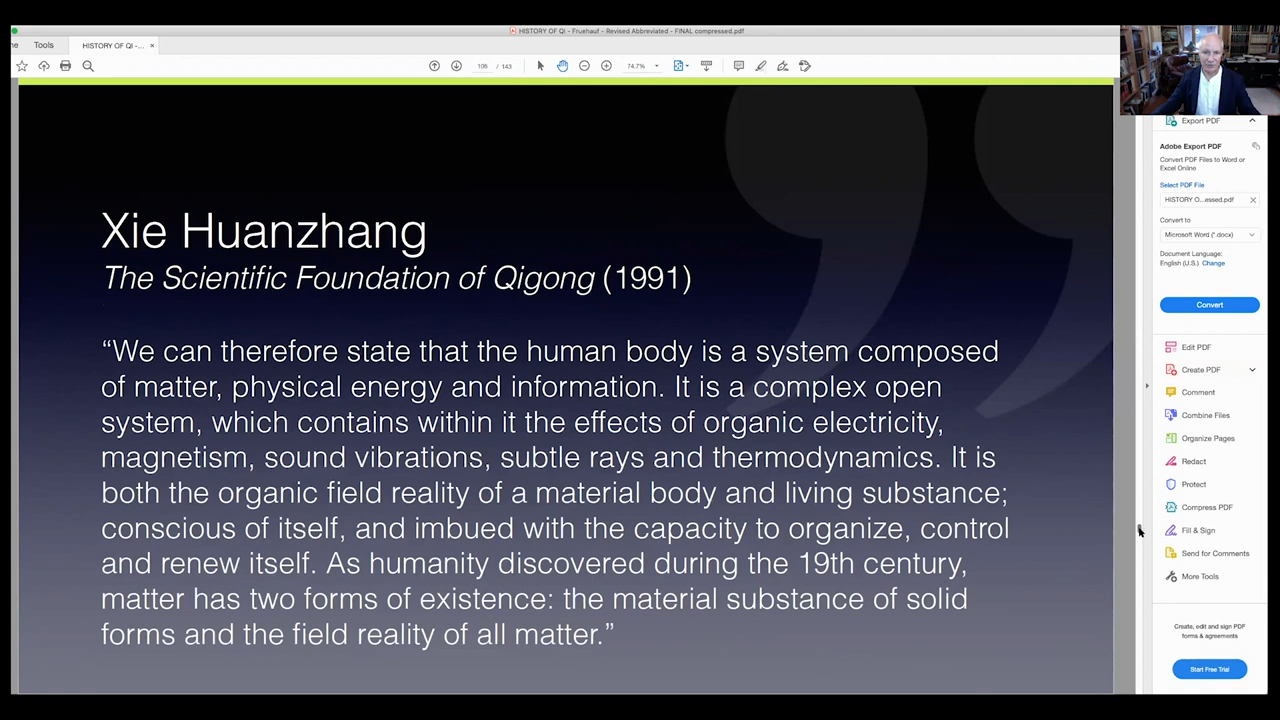 HISTORY OF QI - Fruehauf - Revised Abbreviated - FINAL compressed.pdf
ne Tools HISTORY OF QI -... ×
106 / 143 74.7%
Xie Huanzhang
The Scientific Foundation of Qigong (1991)
“We can therefore state that the human body is a system composed
of matter, physical energy and information. It is a complex open
system, which contains within it the effects of organic electricity,
magnetism, sound vibrations, subtle rays and thermodynamics. It is
both the organic field reality of a material body and living substance;
conscious of itself, and imbued with the capacity to organize, control
and renew itself. As humanity discovered during the 19th century,
matter has two forms of existence: the material substance of solid
forms and the field reality of all matter.”
Export PDF
Adobe Export PDF
Convert PDF Files to Word or
Excel Online
Select PDF File
HISTORY O...essed.pdf
Convert to
Microsoft Word (*.docx)
Document Language:
English (U.S.) Change
Convert
Edit PDF
Create PDF
Comment
Combine Files
Organize Pages
Redact
Protect
Compress PDF
Fill & Sign
Send for Comments
More Tools
Create, edit and sign PDF
forms & agreements
Start Free Trial